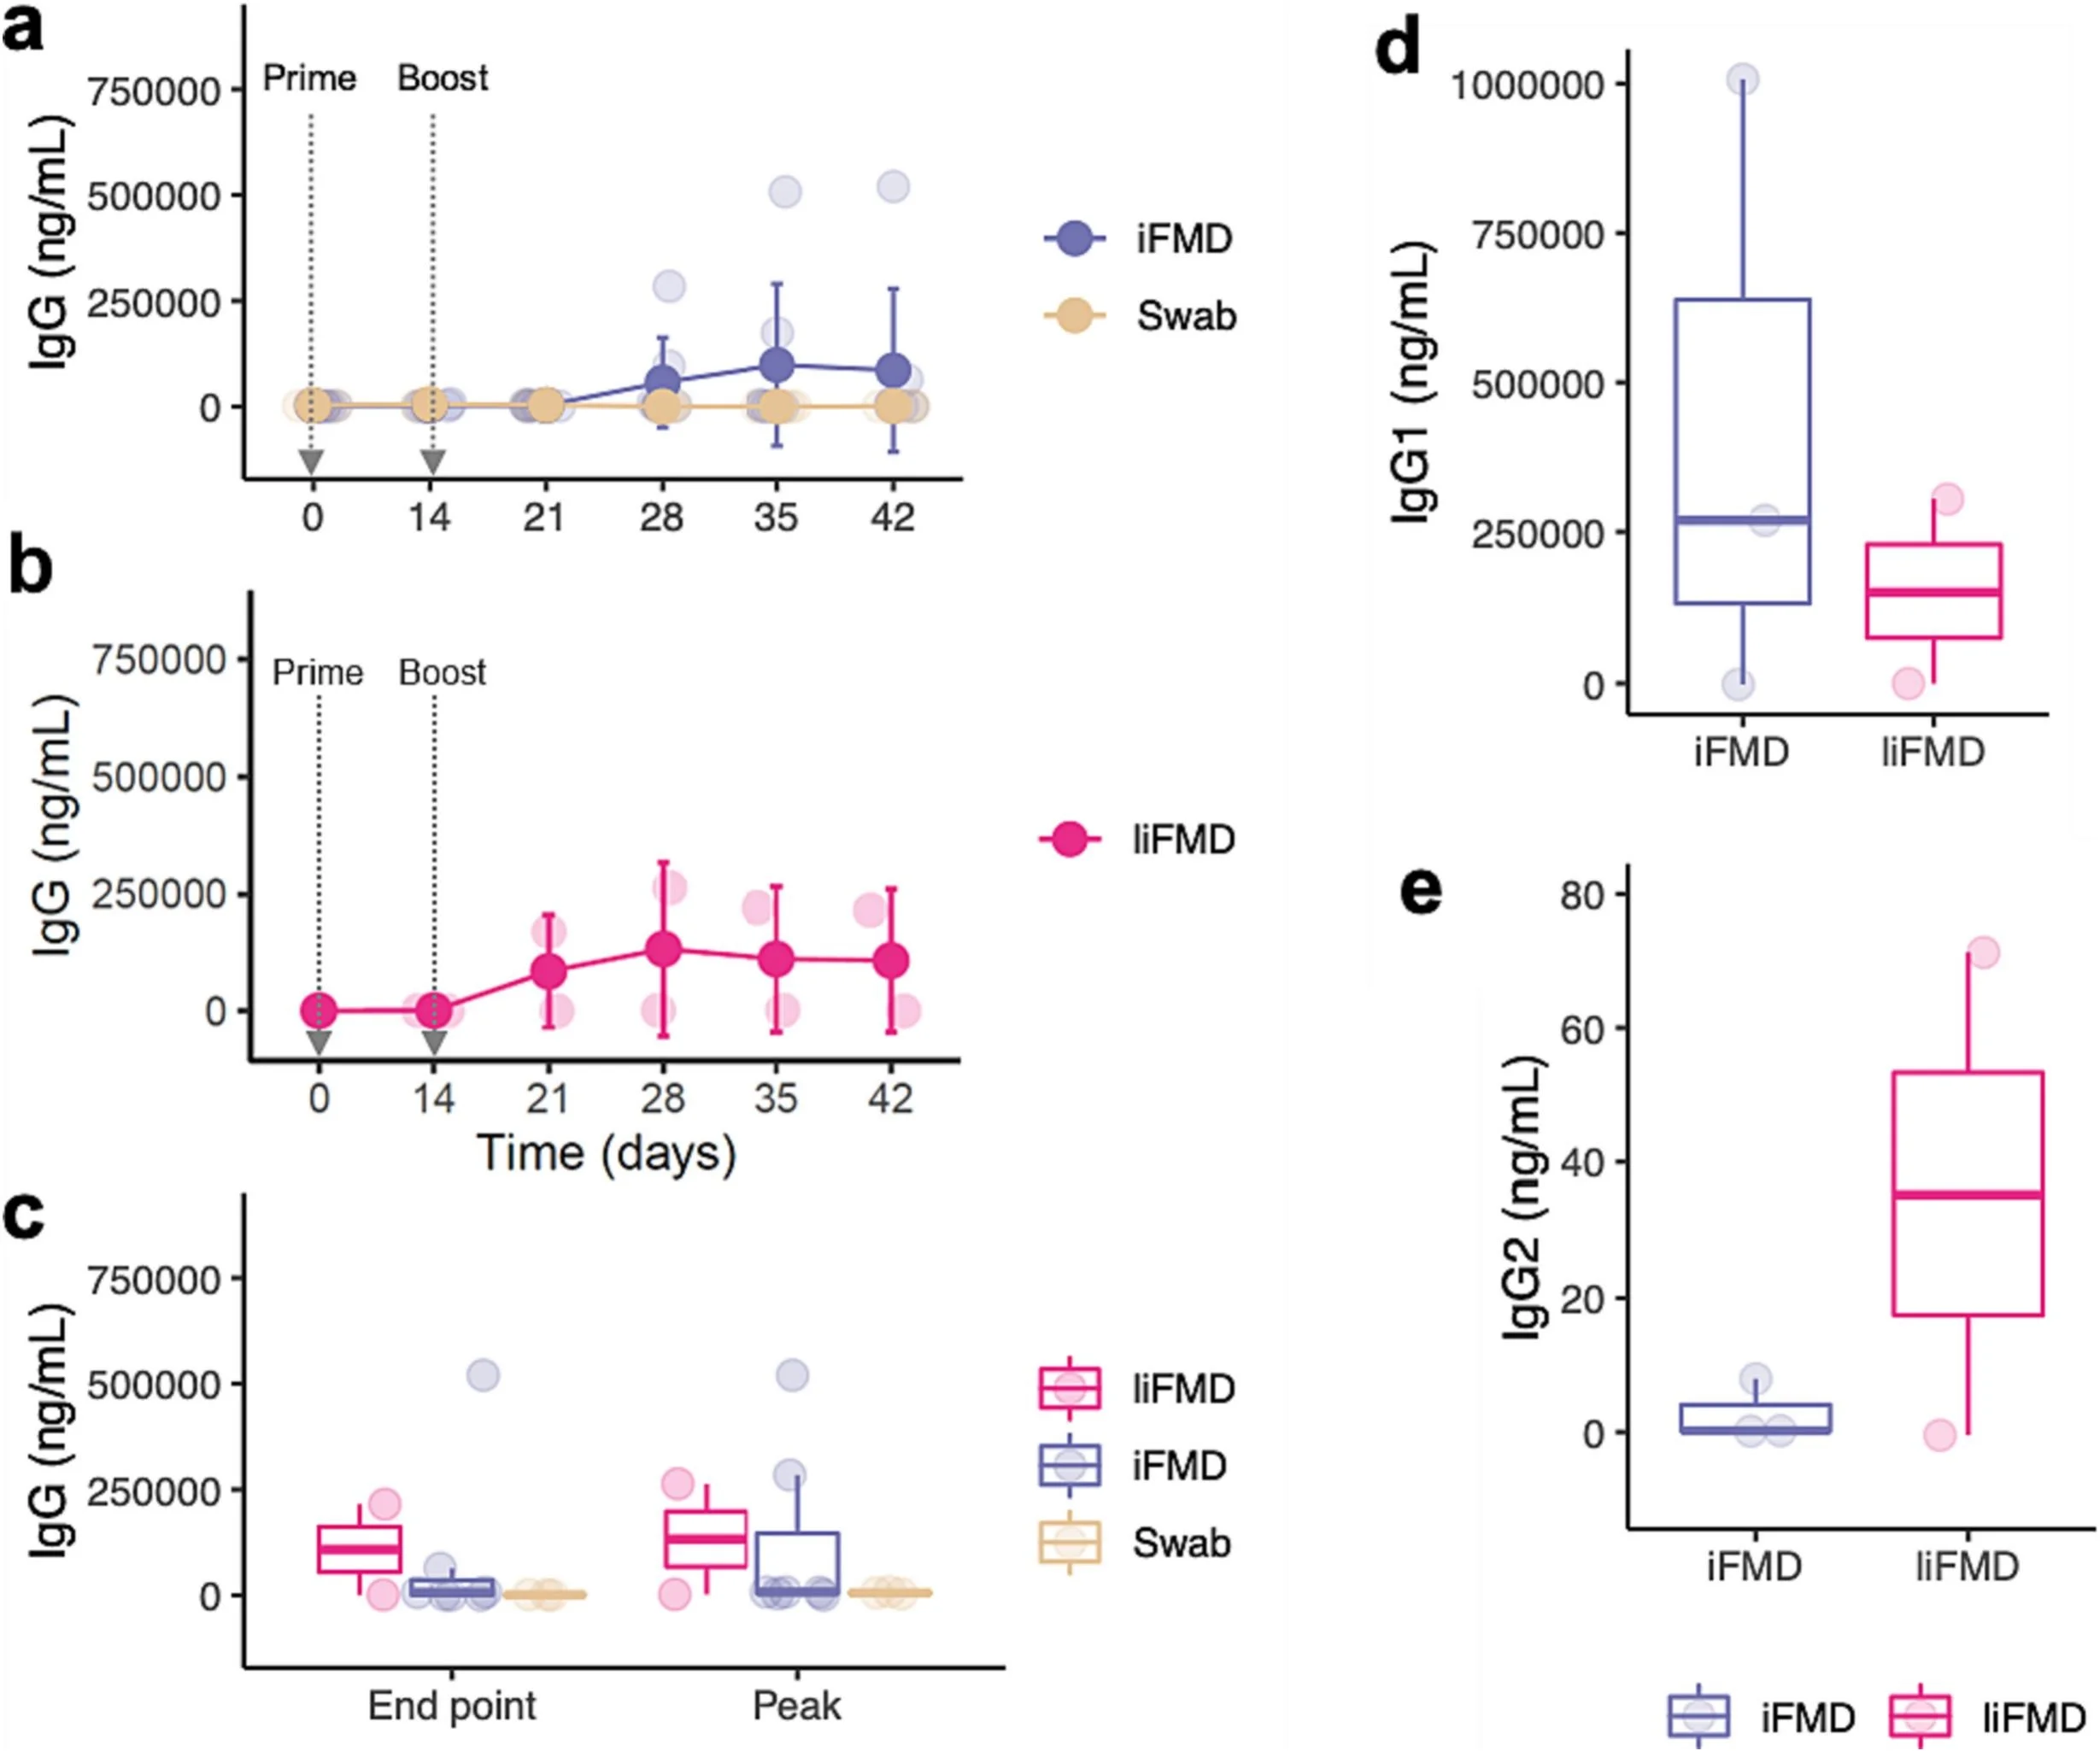 a
Prime Boost
IgG (ng/mL)
750000
500000
250000
0
0 14 21 28 35 42
iFMD
Swab
b
Prime Boost
IgG (ng/mL)
750000
500000
250000
0
0 14 21 28 35 42
Time (days)
liFMD
c
IgG (ng/mL)
750000
500000
250000
0
End point Peak
liFMD
iFMD
Swab
d
IgG1 (ng/mL)
1000000
750000
500000
250000
0
iFMD liFMD
e
IgG2 (ng/mL)
80
60
40
20
0
iFMD liFMD
iFMD liFMD